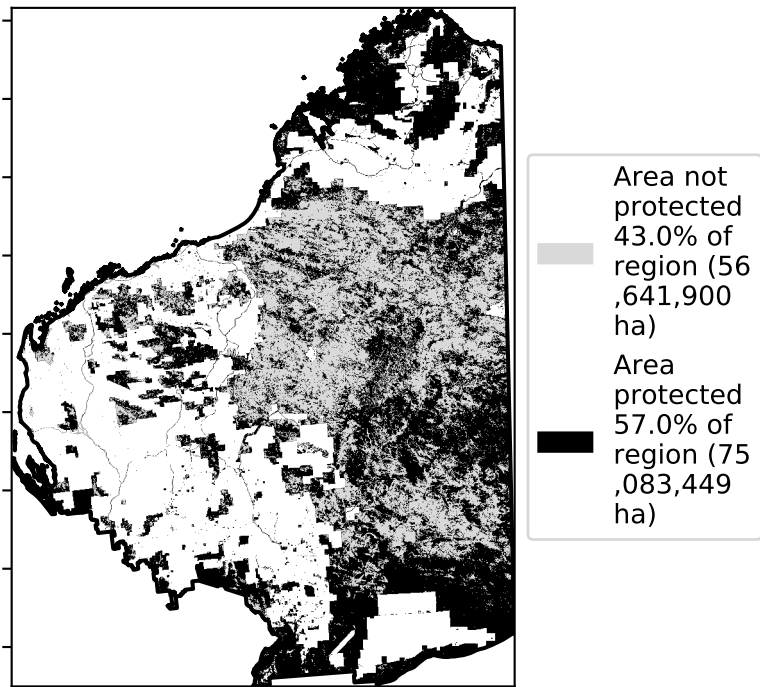 Area not
protected
43.0% of
region (56
,641,900
ha)
Area
protected
57.0% of
region (75
,083,449
ha)